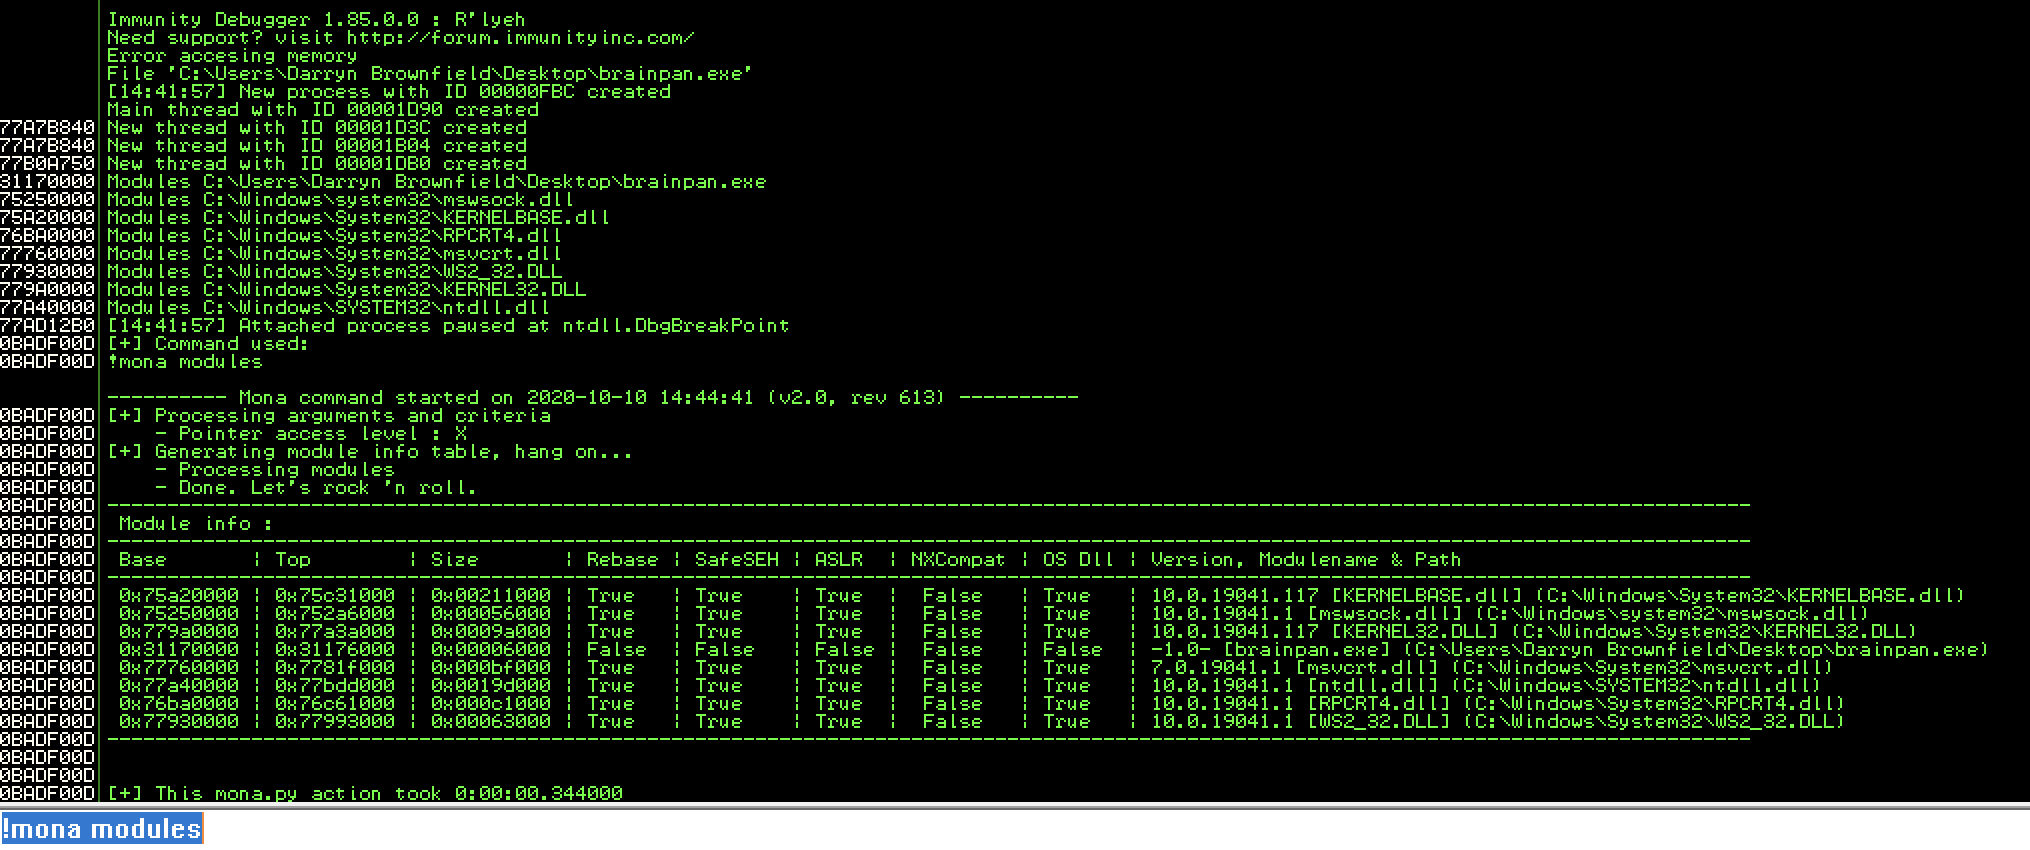 Immunity Debugger 1.85.0.0 : R'lyeh
Need support? visit http://forum.immunityinc.com/
Error accesing memory
File 'C:\Users\Darryn Brownfield\Desktop\brainpan.exe'
[14:41:57] New process with ID 00000FBC created
Main thread with ID 00001D90 created
77A7B840 New thread with ID 00001D3C created
77A7B840 New thread with ID 00001B04 created
77B0A750 New thread with ID 00001DB0 created
31170000 Modules C:\Users\Darryn Brownfield\Desktop\brainpan.exe
75250000 Modules C:\Windows\system32\mswsock.dll
75A20000 Modules C:\Windows\System32\KERNELBASE.dll
76BA0000 Modules C:\Windows\System32\RPCRT4.dll
77760000 Modules C:\Windows\System32\msvcrt.dll
77930000 Modules C:\Windows\System32\WS2_32.DLL
779A0000 Modules C:\Windows\System32\KERNEL32.DLL
77A40000 Modules C:\Windows\SYSTEM32\ntdll.dll
77AD12B0 [14:41:57] Attached process paused at ntdll.DbgBreakPoint
0BADF00D [+] Command used:
0BADF00D !mona modules
---------- Mona command started on 2020-10-10 14:44:41 (v2.0, rev 613) ----------
0BADF00D [+] Processing arguments and criteria
0BADF00D - Pointer access level : X
0BADF00D [+] Generating module info table, hang on...
0BADF00D - Processing modules
0BADF00D - Done. Let's rock 'n roll.
0BADF00D -----------------------------------------------------------------------------------------------------------------------------------------
0BADF00D Module info :
0BADF00D -----------------------------------------------------------------------------------------------------------------------------------------
0BADF00D Base | Top | Size | Rebase | SafeSEH | ASLR | NXCompat | OS Dll | Version, Modulename & Path
0BADF00D -----------------------------------------------------------------------------------------------------------------------------------------
0BADF00D 0x75a20000 | 0x75c31000 | 0x00211000 | True | True | True | False | True | 10.0.19041.117 [KERNELBASE.dll] (C:\Windows\System32\KERNELBASE.dll)
0BADF00D 0x75250000 | 0x752a6000 | 0x00056000 | True | True | True | False | True | 10.0.19041.1 [mswsock.dll] (C:\Windows\system32\mswsock.dll)
0BADF00D 0x779a0000 | 0x77a3a000 | 0x0009a000 | True | True | True | False | True | 10.0.19041.117 [KERNEL32.DLL] (C:\Windows\System32\KERNEL32.DLL)
0BADF00D 0x31170000 | 0x31176000 | 0x00006000 | False | False | False | False | False | -1.0- [brainpan.exe] (C:\Users\Darryn Brownfield\Desktop\brainpan.exe)
0BADF00D 0x77760000 | 0x7781f000 | 0x000bf000 | True | True | True | False | True | 7.0.19041.1 [msvcrt.dll] (C:\Windows\System32\msvcrt.dll)
0BADF00D 0x77a40000 | 0x77bdd000 | 0x0019d000 | True | True | True | False | True | 10.0.19041.1 [ntdll.dll] (C:\Windows\SYSTEM32\ntdll.dll)
0BADF00D 0x76ba0000 | 0x76c61000 | 0x000c1000 | True | True | True | False | True | 10.0.19041.1 [RPCRT4.dll] (C:\Windows\System32\RPCRT4.dll)
0BADF00D 0x77930000 | 0x77993000 | 0x00063000 | True | True | True | False | True | 10.0.19041.1 [WS2_32.DLL] (C:\Windows\System32\WS2_32.DLL)
0BADF00D -----------------------------------------------------------------------------------------------------------------------------------------
0BADF00D
0BADF00D
0BADF00D [+] This mona.py action took 0:00:00.344000
!mona modules